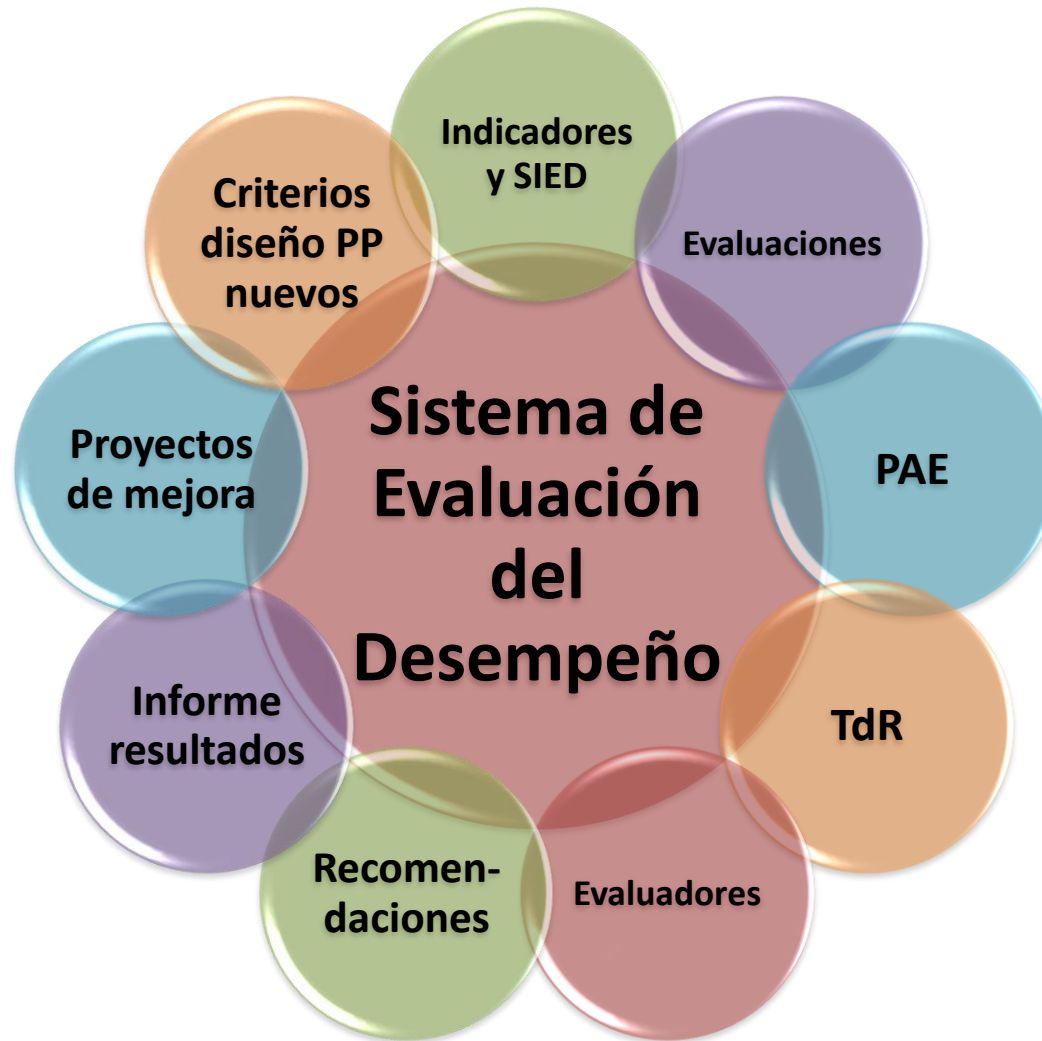 Indicadores
y SIED
Evaluaciones
PAE
TdR
Evaluadores
Recomen-
daciones
Informe
resultados
Proyectos
de mejora
Criterios
diseño PP
nuevos
Sistema de
Evaluación
del
Desempeño